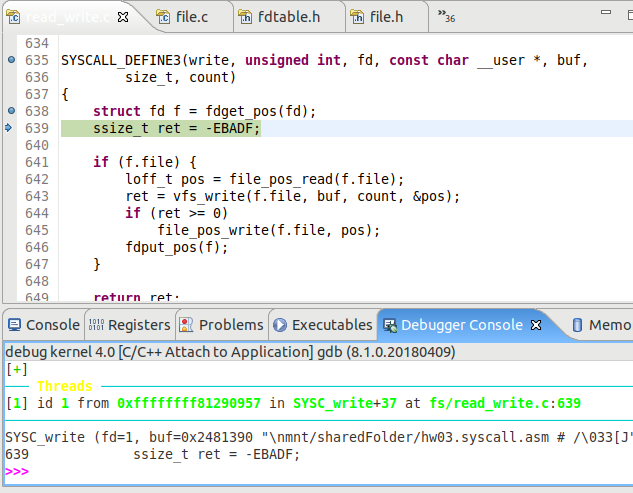 read_write.c file.c fdtable.h file.h »36
634
635 SYSCALL_DEFINE3(write, unsigned int, fd, const char __user *, buf,
636         size_t, count)
637 {
638     struct fd f = fdget_pos(fd);
639     ssize_t ret = -EBADF;
640
641     if (f.file) {
642         loff_t pos = file_pos_read(f.file);
643         ret = vfs_write(f.file, buf, count, &pos);
644         if (ret >= 0)
645             file_pos_write(f.file, pos);
646         fdput_pos(f);
647     }
648
649     return ret;
Console Registers Problems Executables Debugger Console Memo
debug kernel 4.0 [C/C++ Attach to Application] gdb (8.1.0.20180409)
[+]
Threads
[1] id 1 from 0xffffffff81290957 in SYSC_write+37 at fs/read_write.c:639
SYSC_write (fd=1, buf=0x2481390 "\nmnt/sharedFolder/hw03.syscall.asm # /\033[J"
639             ssize_t ret = -EBADF;
>>>